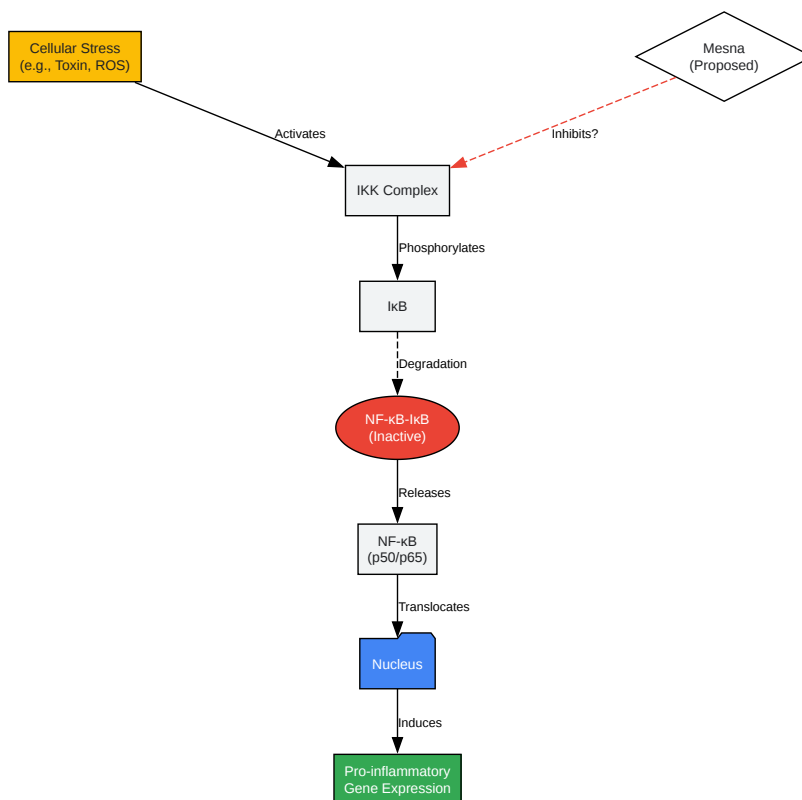 Cellular Stress
(e.g., Toxin, ROS)
Mesna
(Proposed)
Activates
Inhibits?
IKK Complex
Phosphorylates
IκB
Degradation
NF-κB-IκB
(Inactive)
Releases
NF-κB
(p50/p65)
Translocates
Nucleus
Induces
Pro-inflammatory
Gene Expression